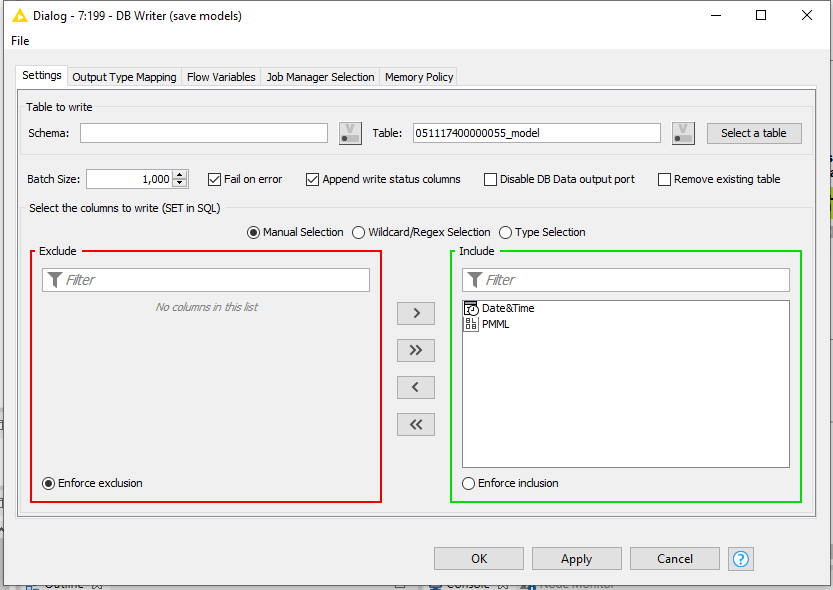 Dialog - 7:199 - DB Writer (save models)
File
Settings Output Type Mapping Flow Variables Job Manager Selection Memory Policy
Table to write
Schema: Table: 051117400000055_model Select a table
Batch Size: 1,000 Fail on error Append write status columns Disable DB Data output port Remove existing table
Select the columns to write (SET in SQL)
Manual Selection Wildcard/Regex Selection Type Selection
Exclude Include
Filter Filter
No columns in this list
Date&Time
PMML
> >> < <<
Enforce exclusion Enforce inclusion
OK Apply Cancel ?
Outline Console Node Monitor